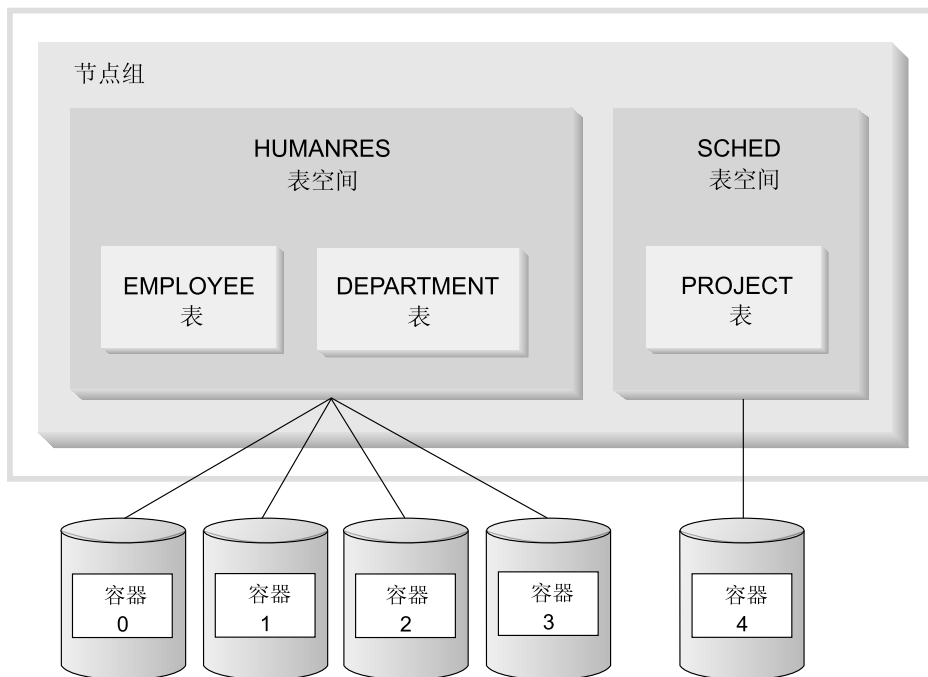 节点组
HUMANRES
表空间
SCHED
表空间
EMPLOYEE
表
DEPARTMENT
表
PROJECT
表
容器
0
容器
1
容器
2
容器
3
容器
4